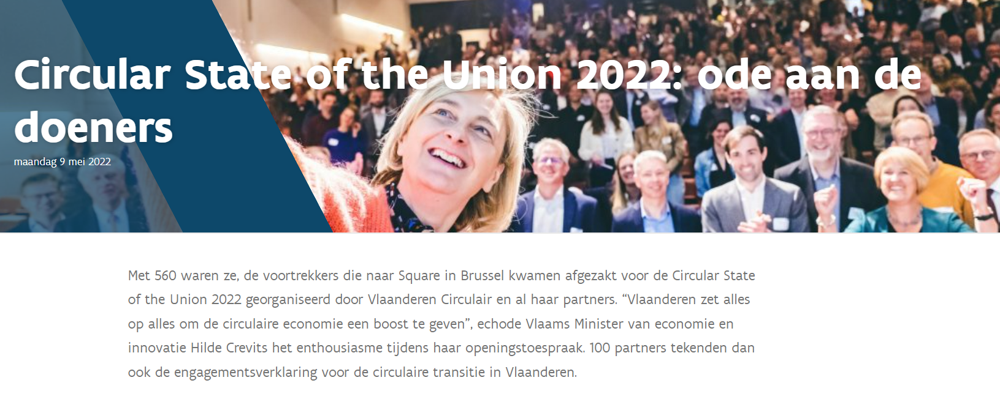 Circular State of the Union 2022: ode aan de
doeners
maandag 9 mei 2022
Met 560 waren ze, de voortrekkers die naar Square in Brussel kwamen afgezakt voor de Circular State
of the Union 2022 georganiseerd door Vlaanderen Circulair en al haar partners. “Vlaanderen zet alles
op alles om de circulaire economie een boost te geven”, echode Vlaams Minister van economie en
innovatie Hilde Crevits het enthousiasme tijdens haar openingstoespraak. 100 partners tekenden dan
ook de engagementsverklaring voor de circulaire transitie in Vlaanderen.